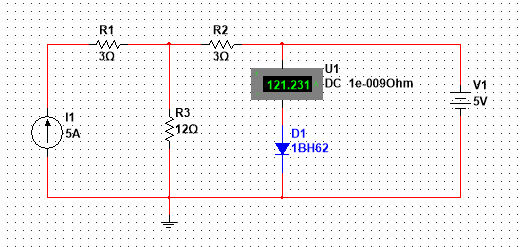 R1
3Ω
R2
3Ω
I1
5A
R3
12Ω
121.231
U1
DC 1e-009Ohm
D1
1BH62
V1
5V